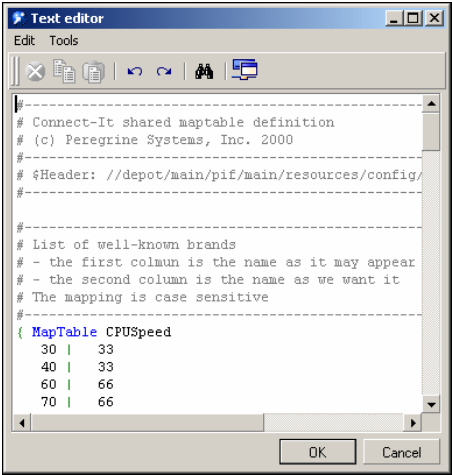 Text editor
Edit Tools
#-----------------------------------------------------
# Connect-It shared maptable definition
# (c) Peregrine Systems, Inc. 2000
#-----------------------------------------------------
# $Header: //depot/main/pif/main/resources/config/
#-----------------------------------------------------
#-----------------------------------------------------
# List of well-known brands
# - the first colmun is the name as it may appear
# - the second column is the name as we want it
# The mapping is case sensitive
#-----------------------------------------------------
{ MapTable CPUSpeed
30 | 33
40 | 33
60 | 66
70 | 66
OK Cancel